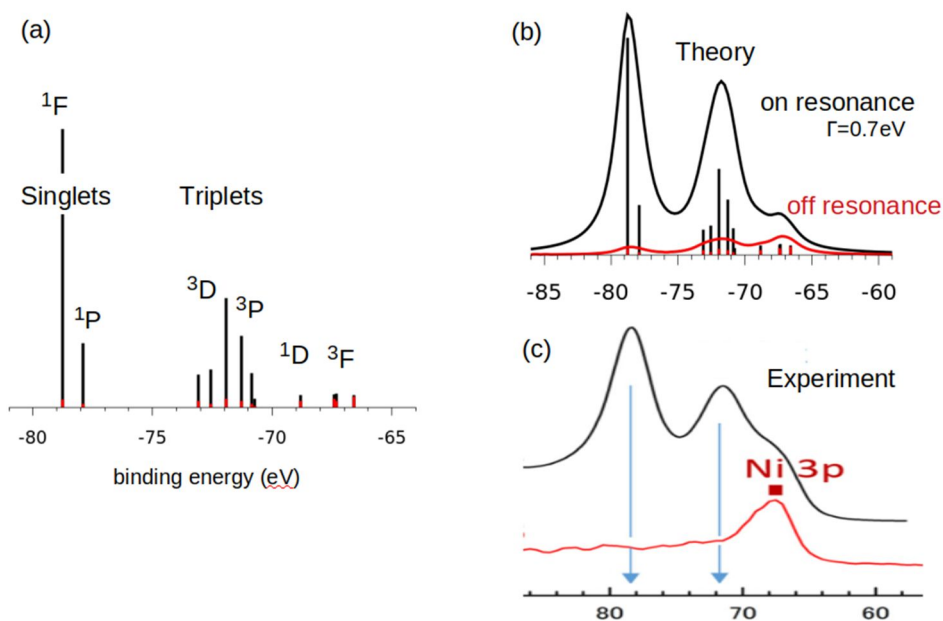 (a)
1F
Singlets
Triplets
1P
3D
3P
1D
3F
-80
-75
-70
-65
binding energy (eV)
(b)
Theory
on resonance
Γ=0.7eV
off resonance
-85
-80
-75
-70
-65
-60
(c)
Experiment
Ni 3p
80
70
60